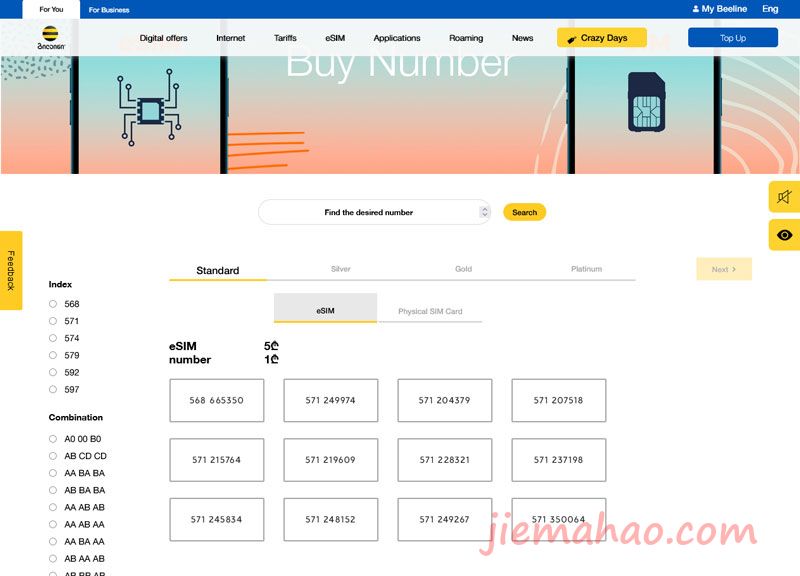 For You
For Business
My Beeline
Eng
ბილაინი
Digital offers
Internet
Tariffs
eSIM
Applications
Roaming
News
Crazy Days
Top Up
Buy Number
Find the desired number
Search
Feedback
Standard
Silver
Gold
Platinum
Next >
eSIM
Physical SIM Card
Index
568
571
574
579
592
597
Combination
A0 00 B0
AB CD CD
AA BA BA
AB BA BA
AA AB AB
AA AB AA
AA BA AA
AB AA AB
AB BB AB
eSIM 5₾
number 1₾
568 665350
571 249974
571 204379
571 207518
571 215764
571 219609
571 228321
571 237198
571 245834
571 248152
571 249267
571 350064
jiemahao.com